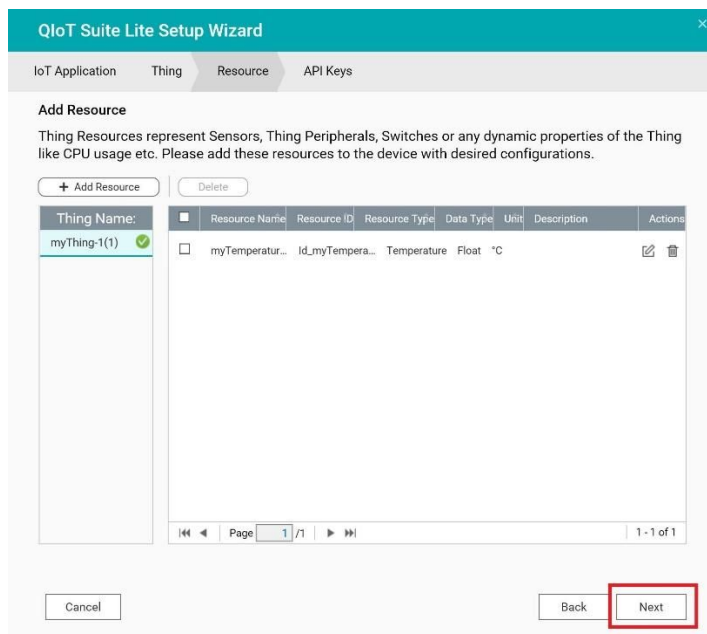 QIoT Suite Lite Setup Wizard
IoT Application Thing Resource API Keys
Add Resource
Thing Resources represent Sensors, Thing Peripherals, Switches or any dynamic properties of the Thing
like CPU usage etc. Please add these resources to the device with desired configurations.
+ Add Resource Delete
Thing Name: Resource Name Resource ID Resource Type Data Type Unit Description Actions
myThing-1(1) myTemperatur... Id_myTempera... Temperature Float °C
Page 1 /1 1 - 1 of 1
Cancel Back Next